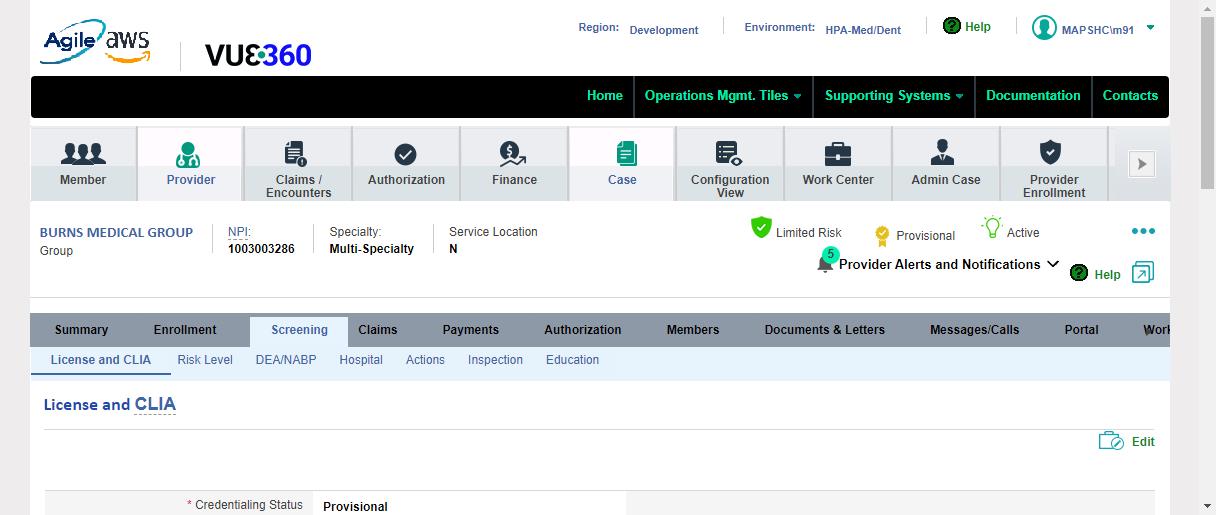 Agile aws VUE360
Region: Development Environment: HPA-Med/Dent ? Help MAPSHC\m91
Home Operations Mgmt. Tiles Supporting Systems Documentation Contacts
Member Provider Claims / Encounters Authorization Finance Case Configuration View Work Center Admin Case Provider Enrollment
BURNS MEDICAL GROUP
Group
NPI:
1003003286
Specialty:
Multi-Specialty
Service Location
N
Limited Risk Provisional Active
5 Provider Alerts and Notifications ? Help
Summary Enrollment Screening Claims Payments Authorization Members Documents & Letters Messages/Calls Portal
License and CLIA Risk Level DEA/NABP Hospital Actions Inspection Education
License and CLIA
Edit
* Credentialing Status Provisional